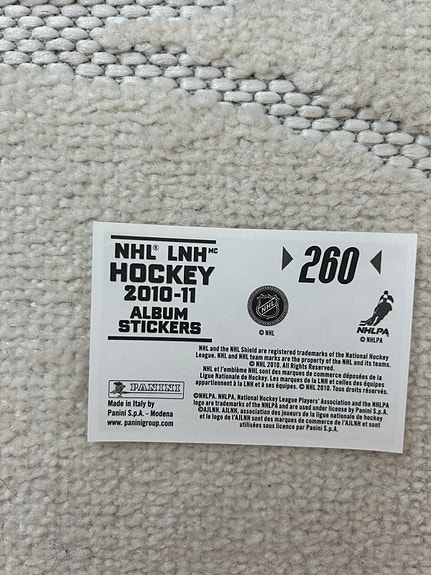 NHL® LNHᴹᶜ
HOCKEY
2010-11
ALBUM
STICKERS
260
NHL
© NHL
NHLPA
© NHLPA
NHL and the NHL Shield are registered trademarks of the National Hockey
League. NHL and NHL team marks are the property of the NHL and its teams.
© NHL 2010. All Rights Reserved.
NHL et l'emblème NHL sont des marques de commerce déposées de la
Ligue Nationale de Hockey. Les marques de la LNH et celles des équipes
appartiennent à la LNH et à ses équipes. © NHL 2010. Tous droits réservés.
PANINI
Made in Italy by
Panini S.p.A. - Modena
www.paninigroup.com
©NHLPA. NHLPA, National Hockey League Players' Association and the NHLPA
logo are trademarks of the NHLPA and are used under license by Panini S.p.A.
©AJLNH. AJLNH, association des joueurs de la ligue nationale de hockey
et le logo de l'AJLNH sont des marques de commerce de l'AJLNH et sont
utilisées sous licence par Panini S.p.A.